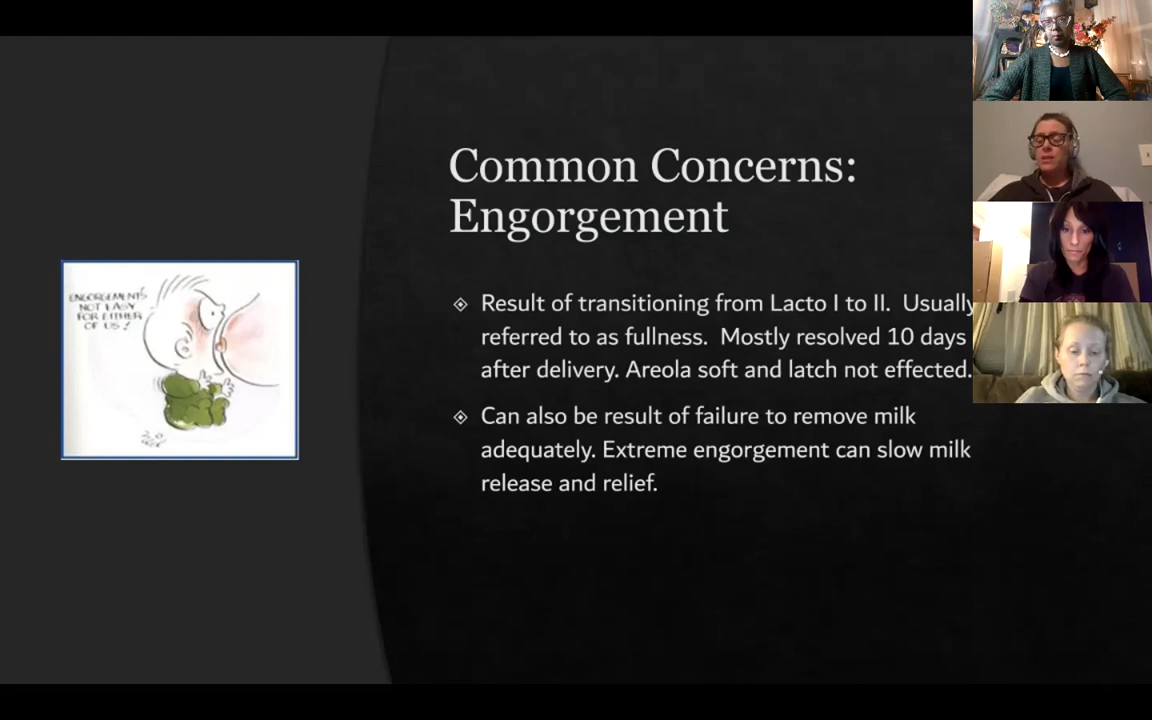 Common Concerns:
Engorgement
ENGORGEMENT'S
NOT EASY
FOR EITHER
OF US!
Result of transitioning from Lacto I to II. Usually
referred to as fullness. Mostly resolved 10 days
after delivery. Areola soft and latch not effected.
Can also be result of failure to remove milk
adequately. Extreme engorgement can slow milk
release and relief.